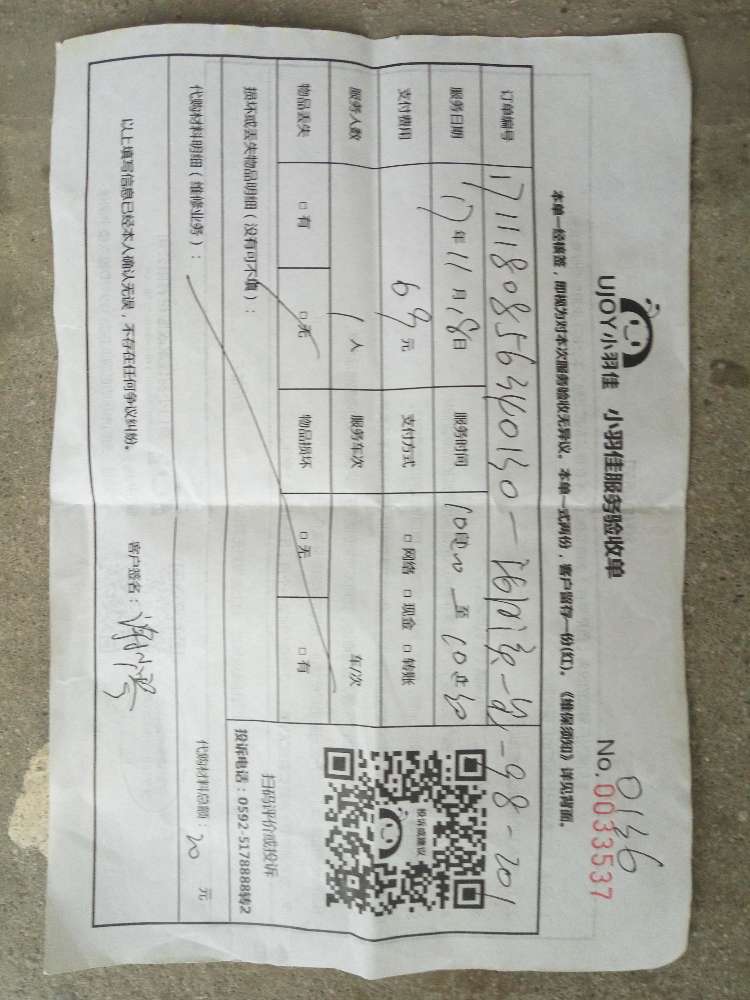 UJOY小羽佳 小羽佳服务验收单
0136
No.0033537
本单一经核签，即视为对本次服务验收无异议。本单一式两份，客户留存一份(红)。《维保须知》详见背面。
订单编号 1711180856340130 - - 98-201
服务日期 17年11月18日 服务时间 至
支付费用 69元 支付方式 □ 网络 □ 现金 □ 转账
服务人数 1人 服务车次 车/次
物品丢失 □ 有 □ 无 物品损坏 □ 无 □ 有
损坏或丢失物品明细（没有可不填）：
投诉或建议
扫码评价或投诉
投诉电话：0592 5178888转2
代购材料明细（维修业务）：
代购材料总额：20 元
以上填写信息已经本人确认无误，不存在任何争议纠纷。
客户签名：